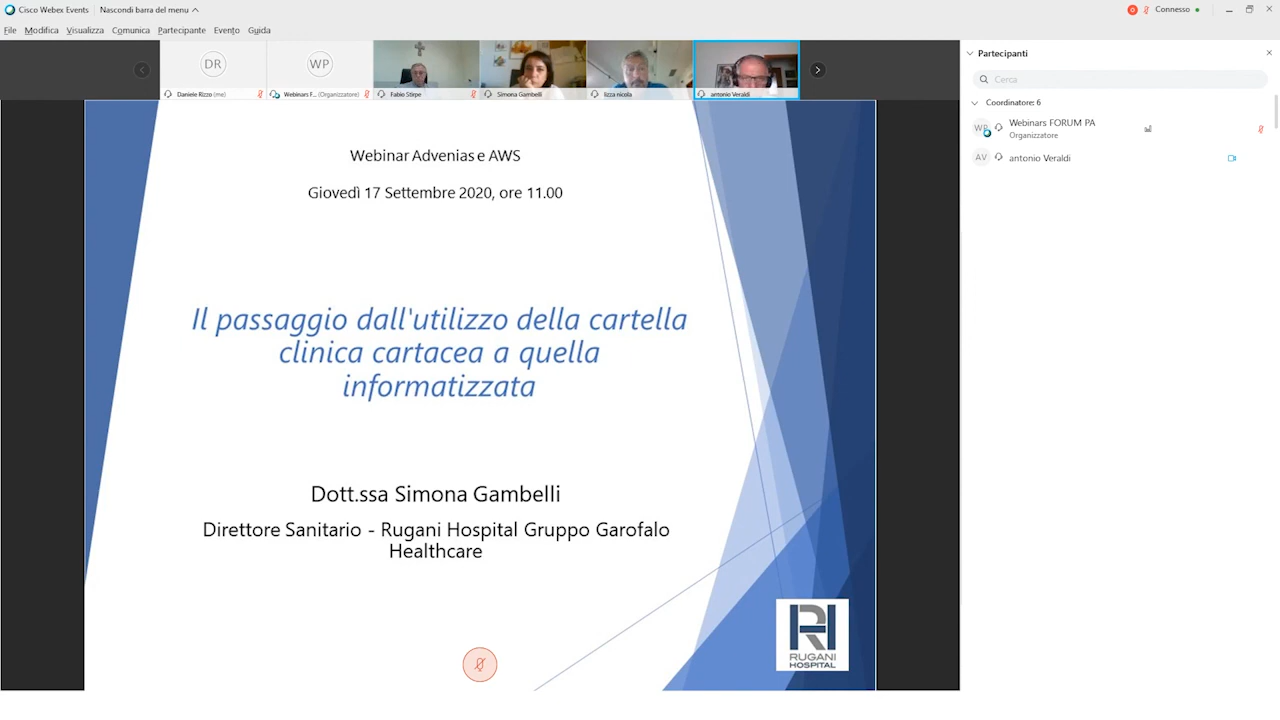 Cisco Webex Events
Nascondi barra del menu
Connesso
File Modifica Visualizza Comunica Partecipante Evento Guida
DR
WP
Daniele Rizzo (me)
Webinars F... (Organizzatore)
Fabio Stirpe
Simona Gambelli
lizza nicola
antonio Veraldi
Partecipanti
Cerca
Coordinatore: 6
WP
Webinars FORUM PA
Organizzatore
AV
antonio Veraldi
Webinar Advenias e AWS
Giovedì 17 Settembre 2020, ore 11.00
Il passaggio dall'utilizzo della cartella
clinica cartacea a quella
informatizzata
Dott.ssa Simona Gambelli
Direttore Sanitario - Rugani Hospital Gruppo Garofalo
Healthcare
RH
RUGANI
HOSPITAL